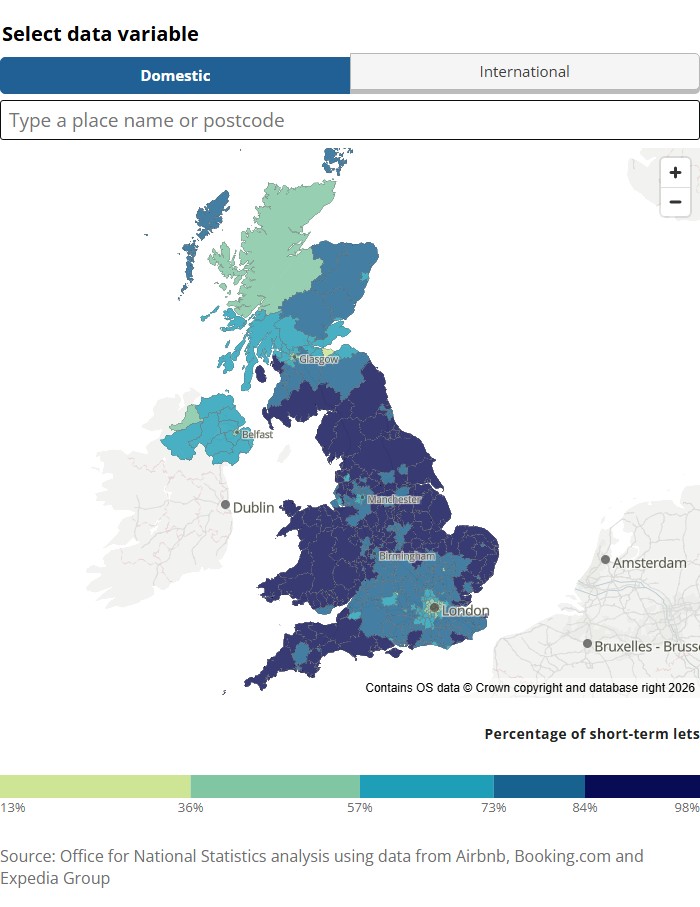 Select data variable
Domestic
International
Type a place name or postcode
+
−
Glasgow
Belfast
Dublin
Manchester
Birmingham
Amsterdam
London
Bruxelles - Brusse
Contains OS data © Crown copyright and database right 2026
Percentage of short-term lets
13% 36% 57% 73% 84% 98%
Source: Office for National Statistics analysis using data from Airbnb, Booking.com and
Expedia Group